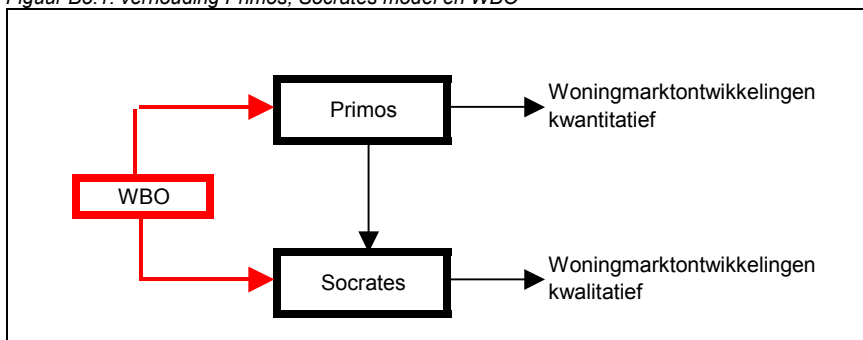 Figuur B3.1: verhouding Primos, Socrates model en WBO
Primos
Woningmarktontwikkelingen
kwantitatief
WBO
Socrates
Woningmarktontwikkelingen
kwalitatief